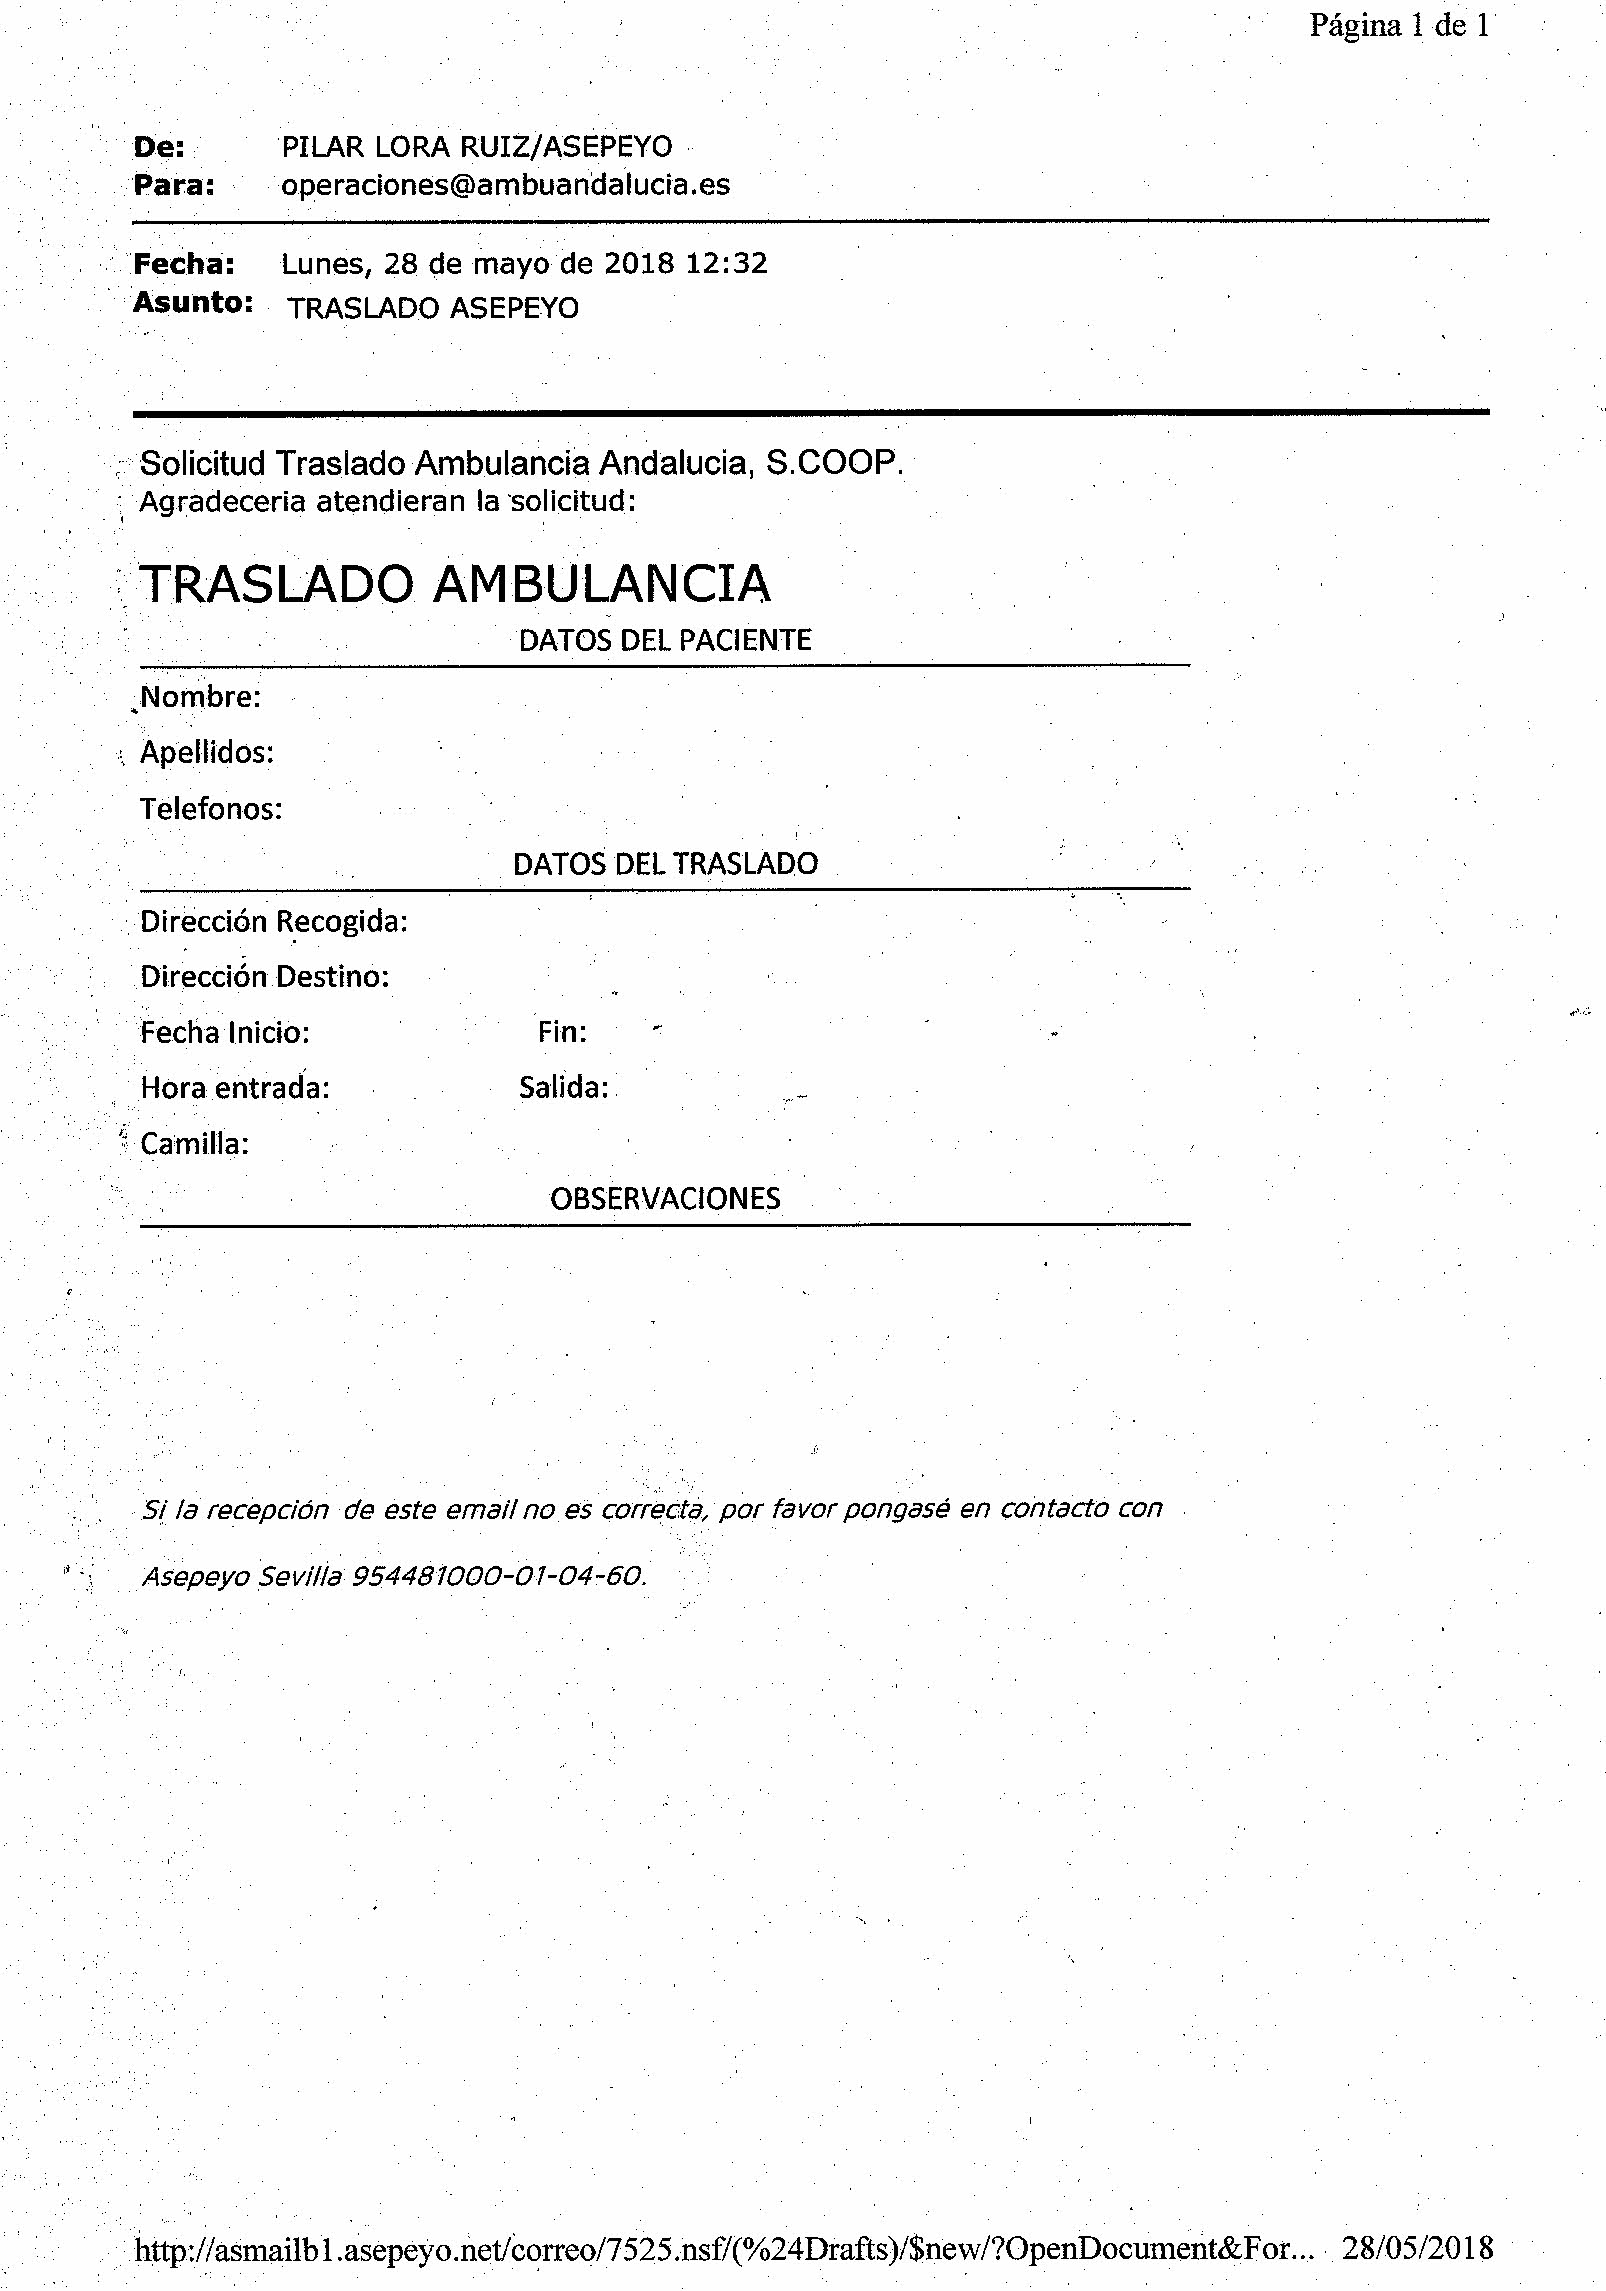 Página 1 de 1
De: PILAR LORA RUIZ/ASEPEYO
Para: operaciones@ambuandalucia.es
Fecha: Lunes, 28 de mayo de 2018 12:32
Asunto: TRASLADO ASEPEYO
Solicitud Traslado Ambulancia Andalucia, S.COOP.
Agradeceria atendieran la solicitud:
TRASLADO AMBULANCIA
DATOS DEL PACIENTE
Nombre:
Apellidos:
Telefonos:
DATOS DEL TRASLADO
Dirección Recogida:
Dirección Destino:
Fecha Inicio: Fin:
Hora entrada: Salida:
Camilla:
OBSERVACIONES
Si la recepción de este email no es correcta, por favor pongasé en contacto con
Asepeyo Sevilla 954481000-01-04-60.
http://asmailb1.asepeyo.net/correo/7525.nsf/(%24Drafts)/$new/?OpenDocument&For... 28/05/2018